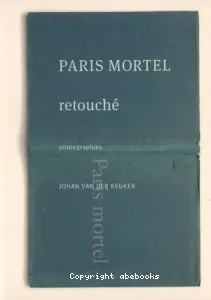 PARIS MORTEL
retouché
photographies
Paris mortel
JOHAN VAN DER KEUKEN
Copyright abebooks